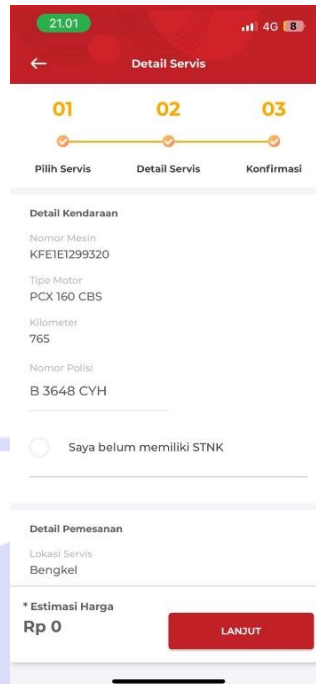 21.01
4G 8
Detail Servis
01 02 03
Pilih Servis Detail Servis Konfirmasi
Detail Kendaraan
Nomor Mesin
KFE1E1299320
Tipe Motor
PCX 160 CBS
Kilometer
765
Nomor Polisi
B 3648 CYH
Saya belum memiliki STNK
Detail Pemesanan
Lokasi Servis
Bengkel
* Estimasi Harga
Rp 0
LANJUT